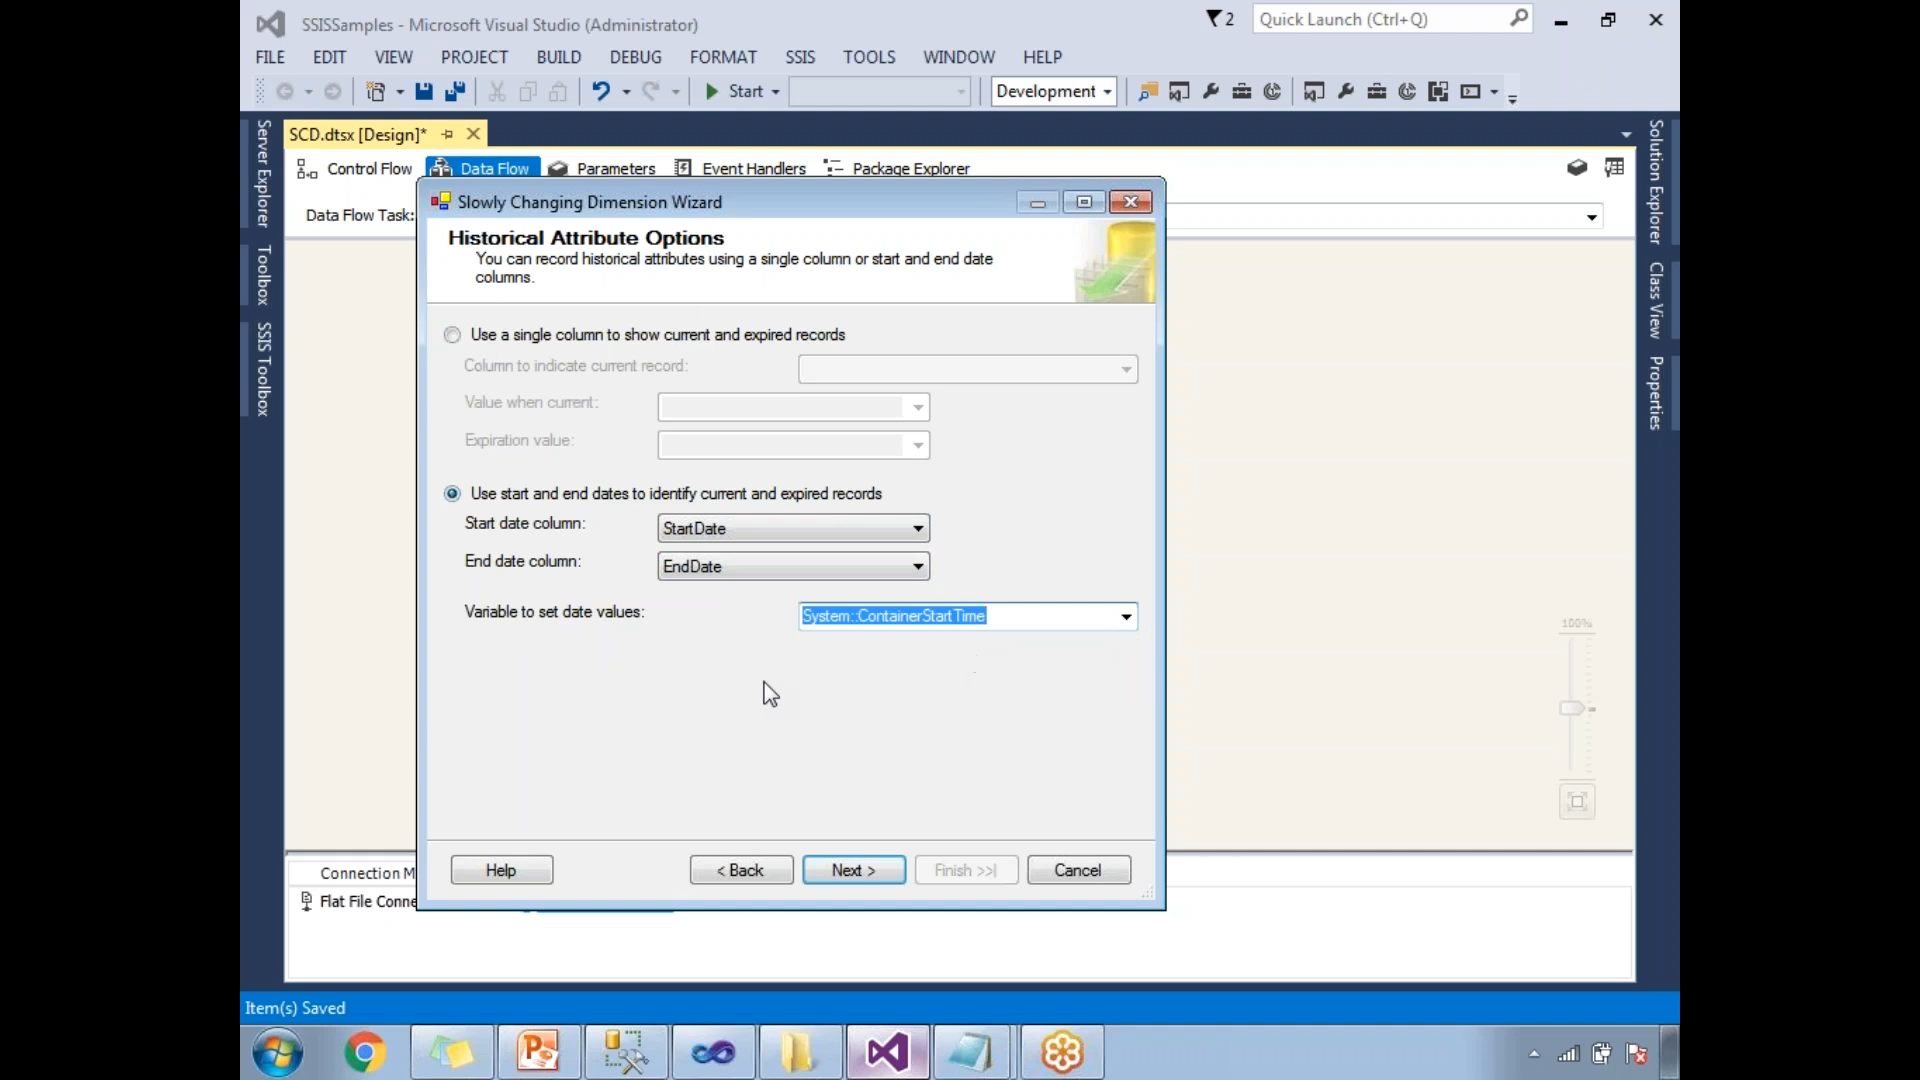 SSISSamples - Microsoft Visual Studio (Administrator)
2
Quick Launch (Ctrl+Q)
FILE EDIT VIEW PROJECT BUILD DEBUG FORMAT SSIS TOOLS WINDOW HELP
Start
Development
SCD.dtsx [Design]*
Control Flow Data Flow Parameters Event Handlers Package Explorer
Data Flow Task:
Server Explorer
Toolbox
SSIS Toolbox
Solution Explorer
Class View
Properties
Slowly Changing Dimension Wizard
Historical Attribute Options
You can record historical attributes using a single column or start and end date
columns.
Use a single column to show current and expired records
Column to indicate current record:
Value when current:
Expiration value:
Use start and end dates to identify current and expired records
Start date column: StartDate
End date column: EndDate
Variable to set date values: System::ContainerStartTime
100%
Help < Back Next > Finish >>| Cancel
Connection M
Flat File Conne
Item(s) Saved